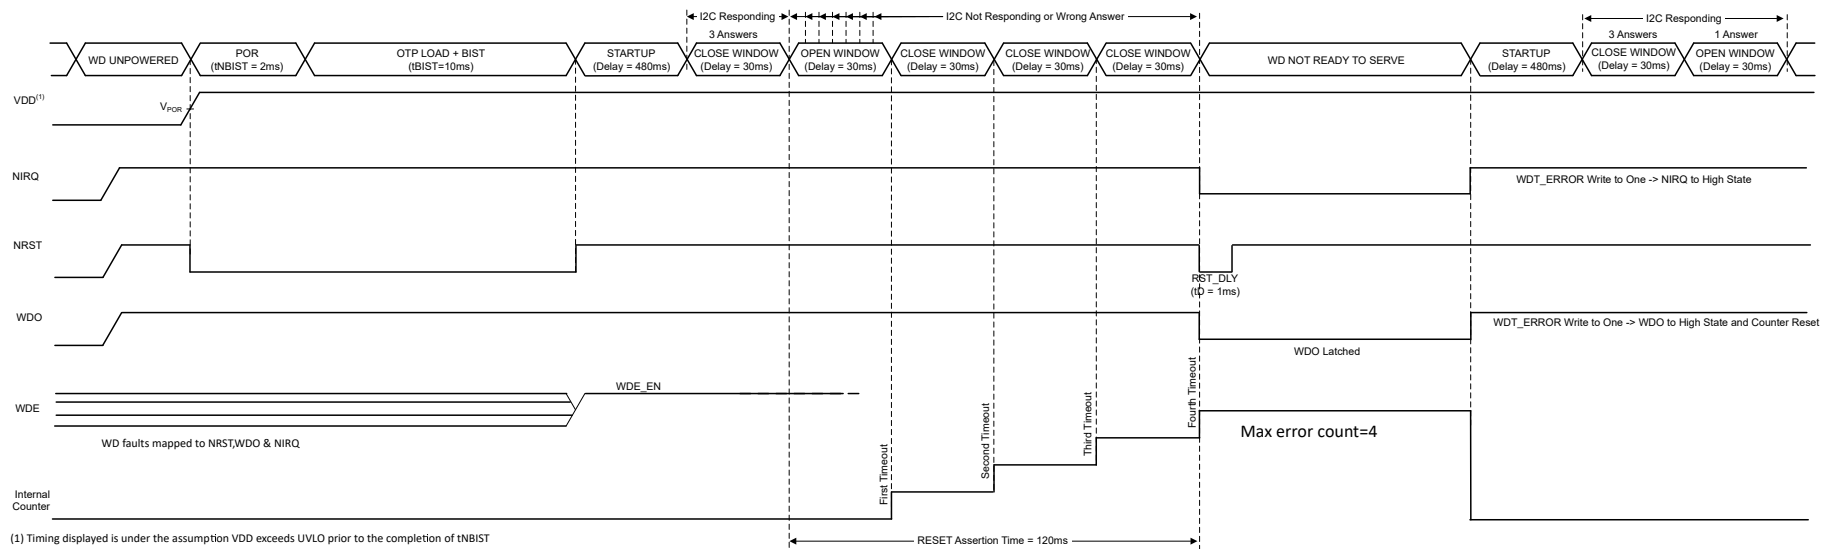 I2C Responding
I2C Not Responding or Wrong Answer
I2C Responding
3 Answers
3 Answers
1 Answer
WD UNPOWERED
POR
(tNBIST = 2ms)
OTP LOAD + BIST
(tBIST=10ms)
STARTUP
(Delay = 480ms)
CLOSE WINDOW
(Delay = 30ms)
OPEN WINDOW
(Delay = 30ms)
CLOSE WINDOW
(Delay = 30ms)
CLOSE WINDOW
(Delay = 30ms)
CLOSE WINDOW
(Delay = 30ms)
WD NOT READY TO SERVE
STARTUP
(Delay = 480ms)
CLOSE WINDOW
(Delay = 30ms)
OPEN WINDOW
(Delay = 30ms)
VDD(1)
VPOR
NIRQ
WDT_ERROR Write to One -> NIRQ to High State
NRST
RST_DLY
(tD = 1ms)
WDO
WDT_ERROR Write to One -> WDO to High State and Counter Reset
WDO Latched
WDE_EN
WDE
WD faults mapped to NRST,WDO & NIRQ
First Timeout
Second Timeout
Third Timeout
Fourth Timeout
Max error count=4
Internal
Counter
RESET Assertion Time = 120ms
(1) Timing displayed is under the assumption VDD exceeds UVLO prior to the completion of tNBIST